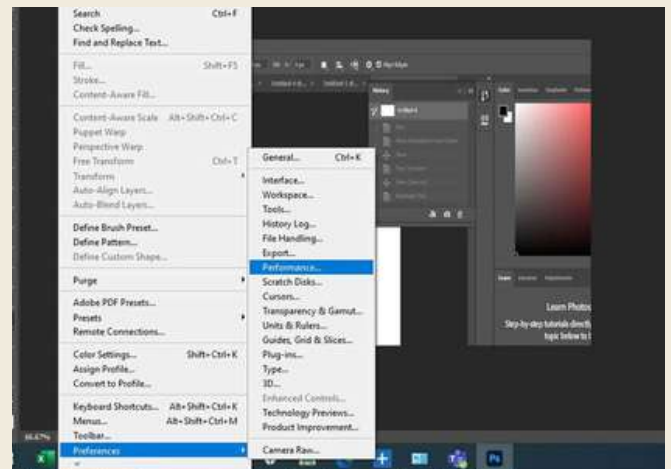 Search Ctrl+F
Check Spelling...
Find and Replace Text...
Fill... Shift+F5
Stroke...
Content-Aware Fill...
Content-Aware Scale Alt+Shift+Ctrl+C
Puppet Warp
Perspective Warp
Free Transform Ctrl+T
Transform
Auto-Align Layers...
Auto-Blend Layers...
Define Brush Preset...
Define Pattern...
Define Custom Shape...
Purge
Adobe PDF Presets...
Presets
Remote Connections...
Color Settings... Shift+Ctrl+K
Assign Profile...
Convert to Profile...
Keyboard Shortcuts... Alt+Shift+Ctrl+K
Menus... Alt+Shift+Ctrl+M
Toolbar...
Preferences
General... Ctrl+K
Interface...
Workspace...
Tools...
History Log...
File Handling...
Export...
Performance...
Scratch Disks...
Cursors...
Transparency & Gamut...
Units & Rulers...
Guides, Grid & Slices...
Plug-ins...
Type...
3D...
Enhanced Controls...
Technology Previews...
Product Improvement...
Camera Raw...
History
Color
Learn
Learn Photo
Step-by-step tutorials directly
topic below to
66.67%
Ps